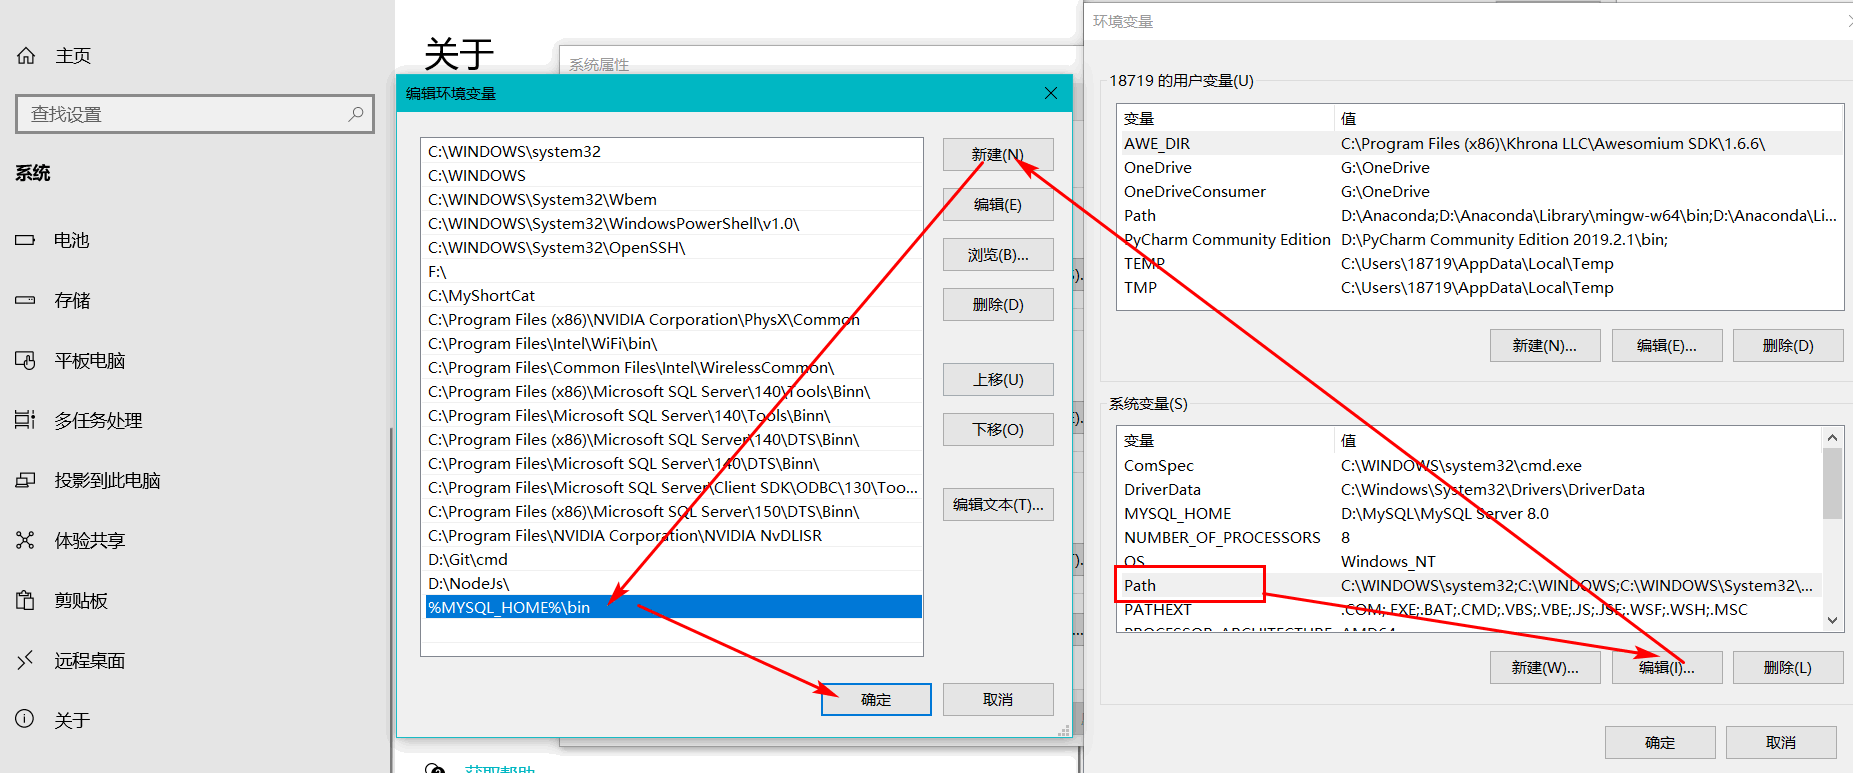 主页
查找设置
系统
电池
存储
平板电脑
多任务处理
投影到此电脑
体验共享
剪贴板
远程桌面
关于
关于
系统属性
编辑环境变量
C:\WINDOWS\system32
C:\WINDOWS
C:\WINDOWS\System32\Wbem
C:\WINDOWS\System32\WindowsPowerShell\v1.0\
C:\WINDOWS\System32\OpenSSH\
F:\
C:\MyShortCat
C:\Program Files (x86)\NVIDIA Corporation\PhysX\Common
C:\Program Files\Intel\WiFi\bin\
C:\Program Files\Common Files\Intel\WirelessCommon\
C:\Program Files (x86)\Microsoft SQL Server\140\Tools\Binn\
C:\Program Files\Microsoft SQL Server\140\Tools\Binn\
C:\Program Files (x86)\Microsoft SQL Server\140\DTS\Binn\
C:\Program Files\Microsoft SQL Server\140\DTS\Binn\
C:\Program Files\Microsoft SQL Server\Client SDK\ODBC\130\Too...
C:\Program Files (x86)\Microsoft SQL Server\150\DTS\Binn\
C:\Program Files\NVIDIA Corporation\NVIDIA NvDLISR
D:\Git\cmd
D:\NodeJs\
%MYSQL_HOME%\bin
新建(N)
编辑(E)
浏览(B)...
删除(D)
上移(U)
下移(O)
编辑文本(T)...
确定
取消
获取帮助
环境变量
18719 的用户变量(U)
变量 值
AWE_DIR C:\Program Files (x86)\Khrona LLC\Awesomium SDK\1.6.6\
OneDrive G:\OneDrive
OneDriveConsumer G:\OneDrive
Path D:\Anaconda;D:\Anaconda\Library\mingw-w64\bin;D:\Anaconda\Li...
PyCharm Community Edition D:\PyCharm Community Edition 2019.2.1\bin;
TEMP C:\Users\18719\AppData\Local\Temp
TMP C:\Users\18719\AppData\Local\Temp
新建(N)... 编辑(E)... 删除(D)
系统变量(S)
变量 值
ComSpec C:\WINDOWS\system32\cmd.exe
DriverData C:\Windows\System32\Drivers\DriverData
MYSQL_HOME D:\MySQL\MySQL Server 8.0
NUMBER_OF_PROCESSORS 8
OS Windows_NT
Path C:\WINDOWS\system32;C:\WINDOWS;C:\WINDOWS\System32\...
PATHEXT .COM;.EXE;.BAT;.CMD;.VBS;.VBE;.JS;.JSE;.WSF;.WSH;.MSC
PROCESSOR_ARCHITECTURE AMD64
新建(W)... 编辑(I)... 删除(L)
确定 取消